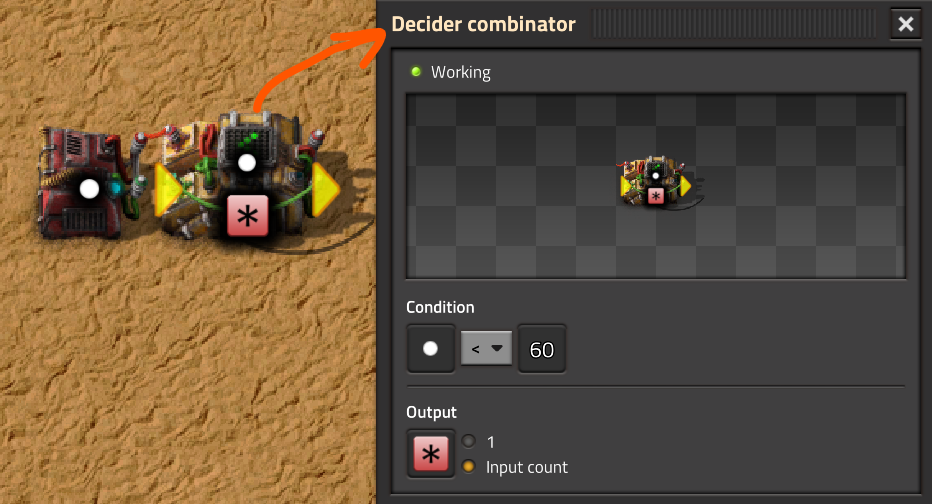 Decider combinator
Working
Condition
< 60
Output
1
Input count